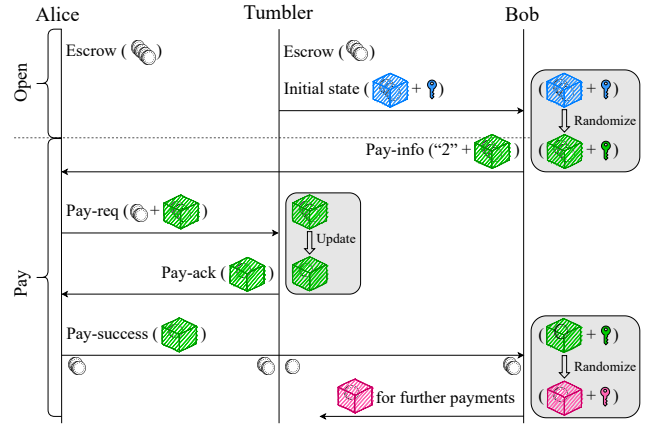 Alice Tumbler Bob
Open
Escrow ( ) Escrow ( )
Initial state ( + ) ( + )
Randomize
Pay-info (“2” + ) ( + )
Pay
Pay-req ( + )
Update
Pay-ack ( )
Pay-success ( ) ( + )
Randomize
for further payments ( + )